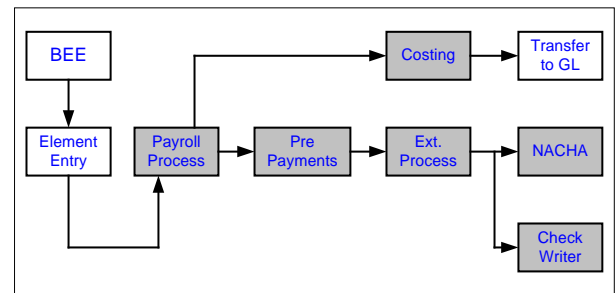 BEE
Costing
Transfer
to GL
Element
Entry
Payroll
Process
Pre
Payments
Ext.
Process
NACHA
Check
Writer